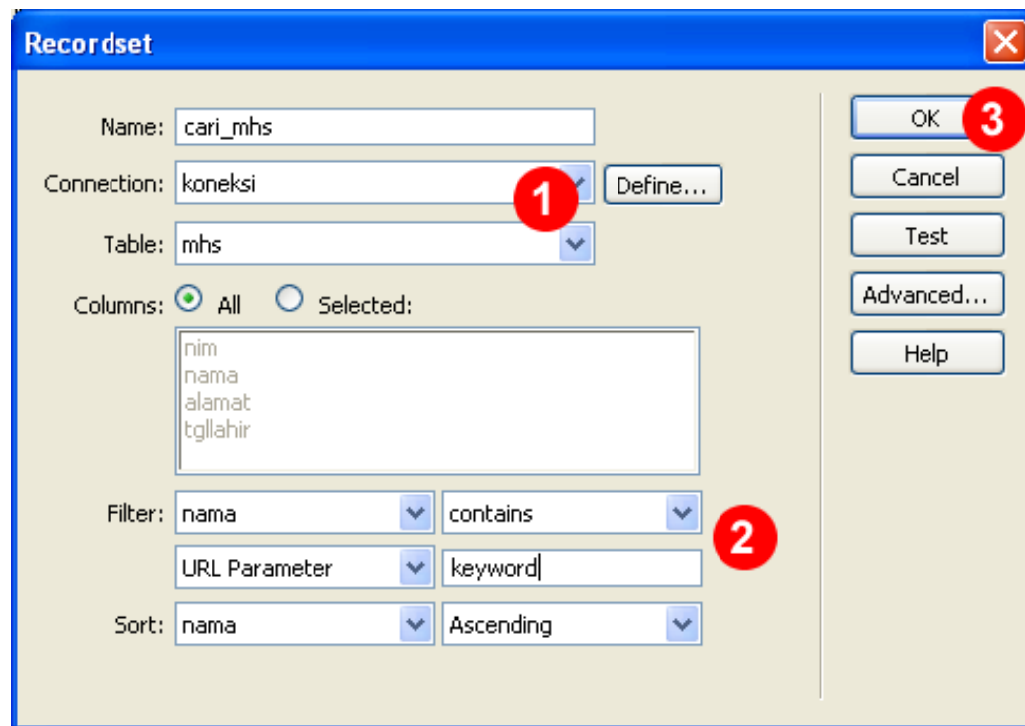 Recordset
Name: cari_mhs
Connection: koneksi Define...
1
Table: mhs
Columns: All Selected:
nim
nama
alamat
tgllahir
Filter: nama contains
2
URL Parameter keyword
Sort: nama Ascending
OK 3
Cancel
Test
Advanced...
Help